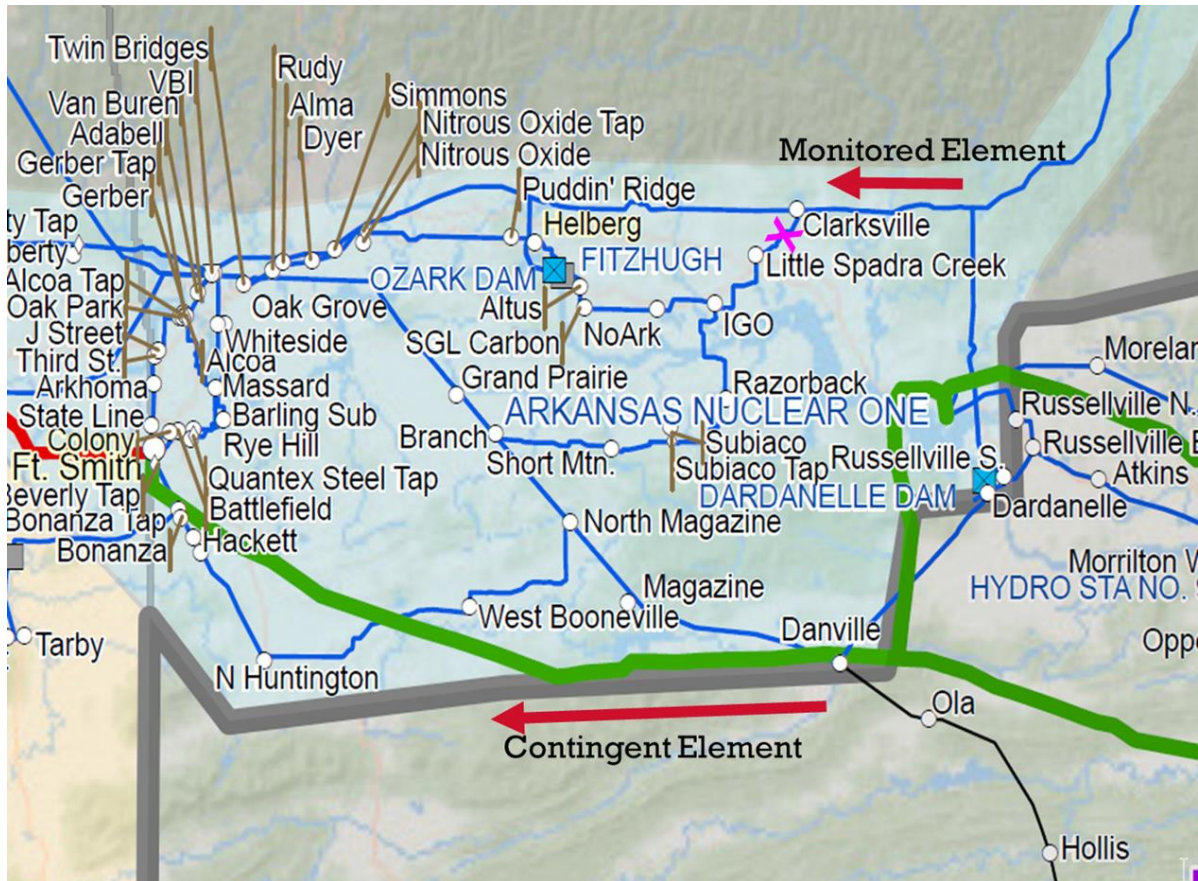 Twin Bridges
VBI
Van Buren
Adabell
Gerber Tap
Gerber
ty Tap
berty
Alcoa Tap
Oak Park
J Street
Third St.
Arkhoma
State Line
Colony
Ft. Smith
Beverly Tap
Bonanza Tap
Bonanza
Tarby
Rudy
Alma
Dyer
Simmons
Nitrous Oxide Tap
Nitrous Oxide
Puddin' Ridge
Helberg
OZARK DAM
FITZHUGH
Altus
SGL Carbon
NoArk
IGO
Monitored Element
Clarksville
Little Spadra Creek
Oak Grove
Whiteside
Alcoa
Massard
Barling Sub
Rye Hill
Quantex Steel Tap
Battlefield
Hackett
Grand Prairie
Branch
Short Mtn.
Razorback
ARKANSAS NUCLEAR ONE
Subiaco
Subiaco Tap
Russellville S.
DARDANELLE DAM
Dardanelle
Morelan
Russellville N.
Russellville E
Atkins
Morrilton W
HYDRO STA NO. 9
North Magazine
Magazine
West Booneville
N Huntington
Danville
Oppe
Ola
Hollis
Contingent Element